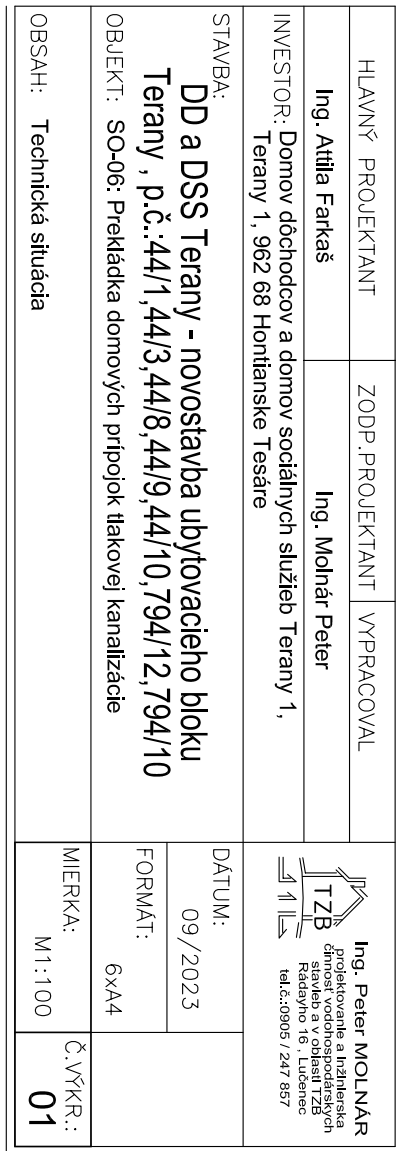 HLAVNÝ PROJEKTANT
ZODP.PROJEKTANT
VYPRACOVAL
Ing. Attila Farkaš
Ing. Molnár Peter
Ing. Peter MOLNÁR
projektovanie a inžinierska
činnosť vodohospodárskych
stavieb a v oblasti TZB
Rádayho 16 , Lučenec
tel.č.:0905 / 247 857
TZB
INVESTOR: Domov dôchodcov a domov sociálnych služieb Terany 1,
Terany 1, 962 68 Hontianske Tesáre
STAVBA:
DD a DSS Terany - novostavba ubytovacieho bloku
Terany , p.č.:44/1,44/3,44/8,44/9,44/10,794/12,794/10
DÁTUM:
09/2023
OBJEKT: SO-06: Prekládka domových prípojok tlakovej kanalizácie
FORMÁT:
6xA4
OBSAH: Technická situácia
MIERKA:
M1:100
Č.VÝKR.:
01